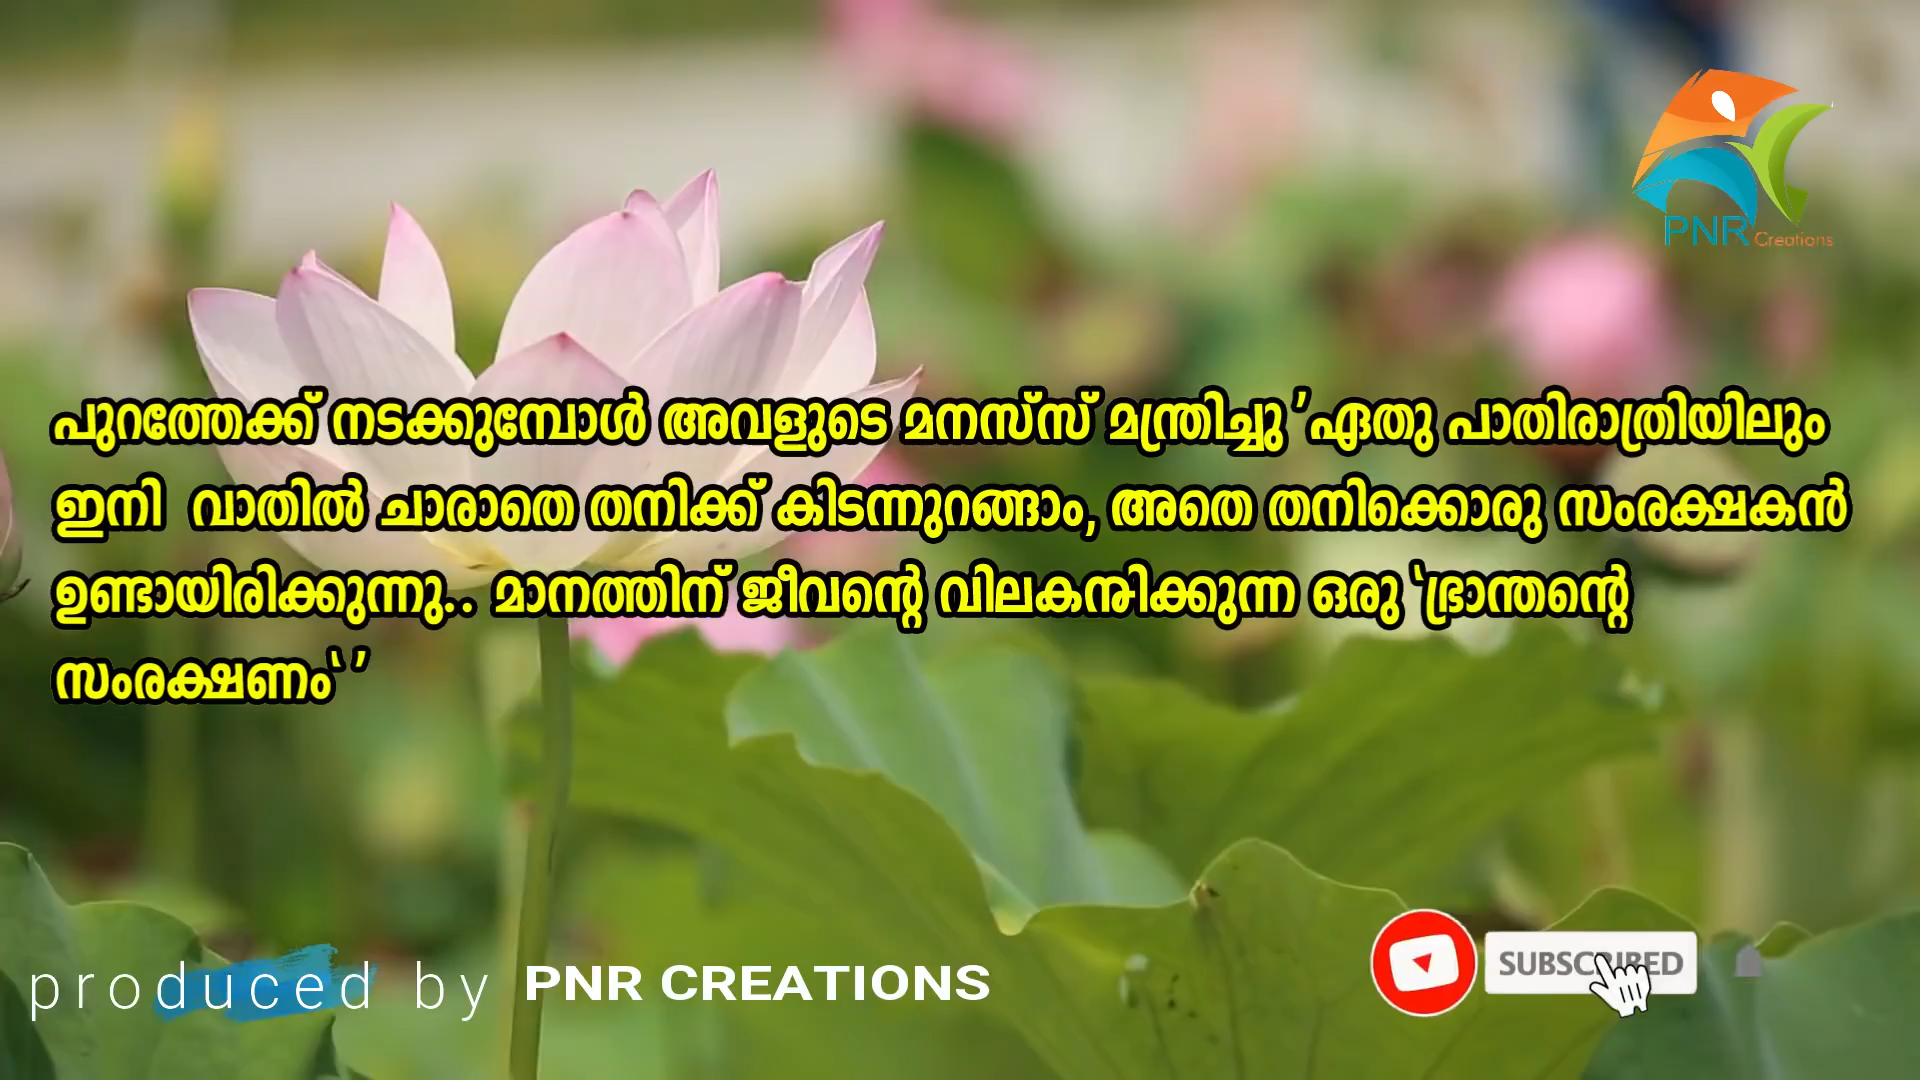 PNR Creations
പുറത്തേക്ക് നടക്കുമ്പോൾ അവളുടെ മനസ്സ് മന്ത്രിച്ചു ’ഏതു പാതിരാത്രിയിലും
ഇനി വാതിൽ ചാരാതെ തനിക്ക് കിടന്നുറങ്ങാം, അതെ തനിക്കൊരു സംരക്ഷകൻ
ഉണ്ടായിരിക്കുന്നു.. മാനത്തിന് ജീവന്റെ വിലകൽപിക്കുന്ന ഒരു ‛ഭ്രാന്തന്റെ
സംരക്ഷണം‛ ’
produced by PNR CREATIONS
SUBSCRIBED